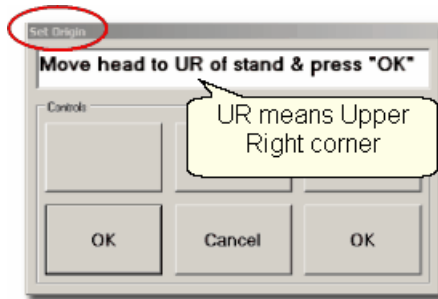 Set Origin
Move head to UR of stand & press "OK"
Controls
UR means Upper
Right corner
OK
Cancel
OK